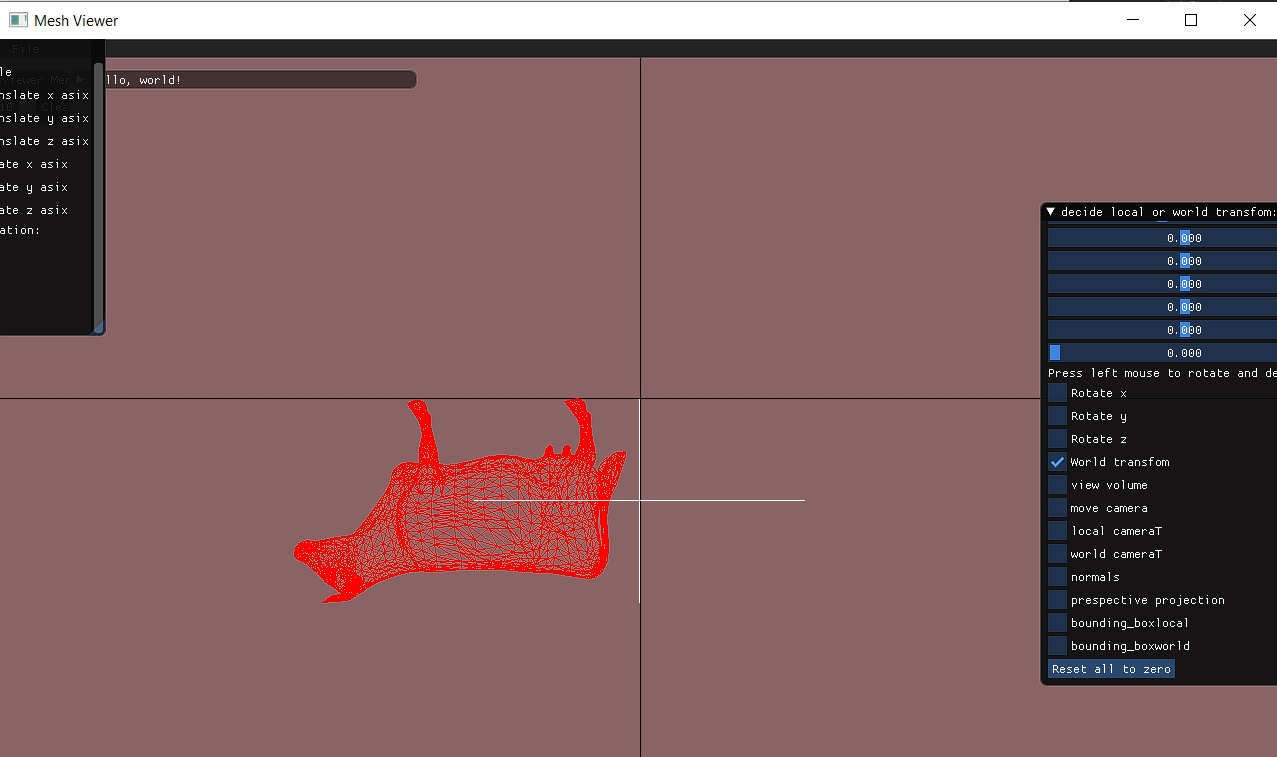 Mesh Viewer
File
le
Viewer Men
llo, world!
nslate x asix
nslate y asix
nslate z asix
ate x asix
ate y asix
ate z asix
ation:
decide local or world transfom:
0.000
0.000
0.000
0.000
0.000
0.000
Press left mouse to rotate and de
Rotate x
Rotate y
Rotate z
World transfom
view volume
move camera
local cameraT
world cameraT
normals
prespective projection
bounding_boxlocal
bounding_boxworld
Reset all to zero